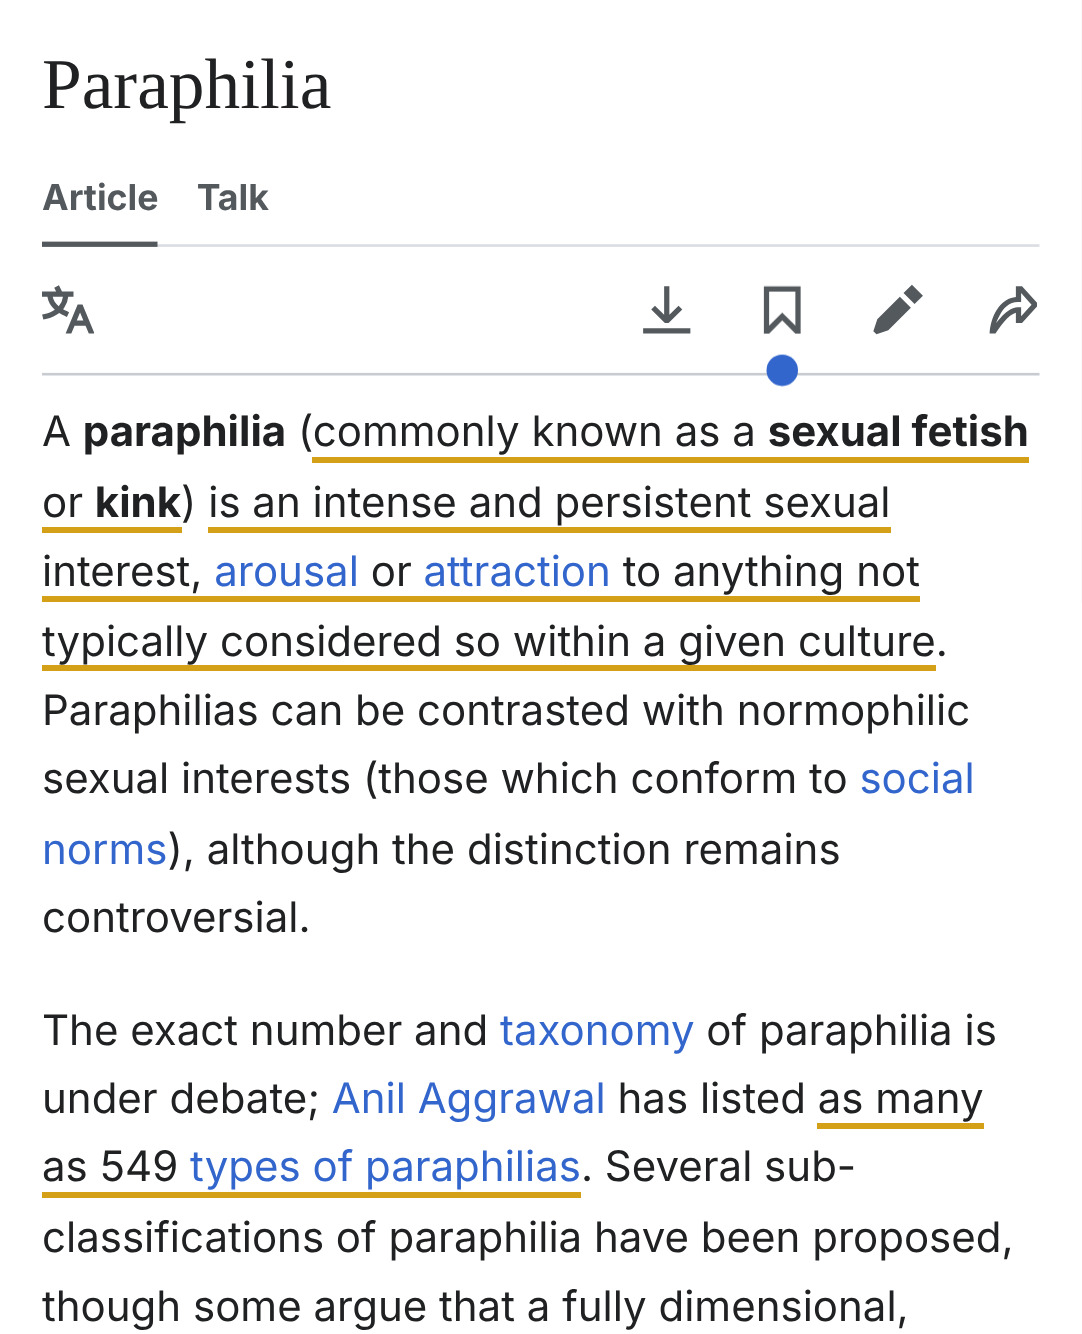 Paraphilia
Article Talk
A paraphilia (commonly known as a sexual fetish
or kink) is an intense and persistent sexual
interest, arousal or attraction to anything not
typically considered so within a given culture.
Paraphilias can be contrasted with normophilic
sexual interests (those which conform to social
norms), although the distinction remains
controversial.
The exact number and taxonomy of paraphilia is
under debate; Anil Aggrawal has listed as many
as 549 types of paraphilias. Several sub-
classifications of paraphilia have been proposed,
though some argue that a fully dimensional,